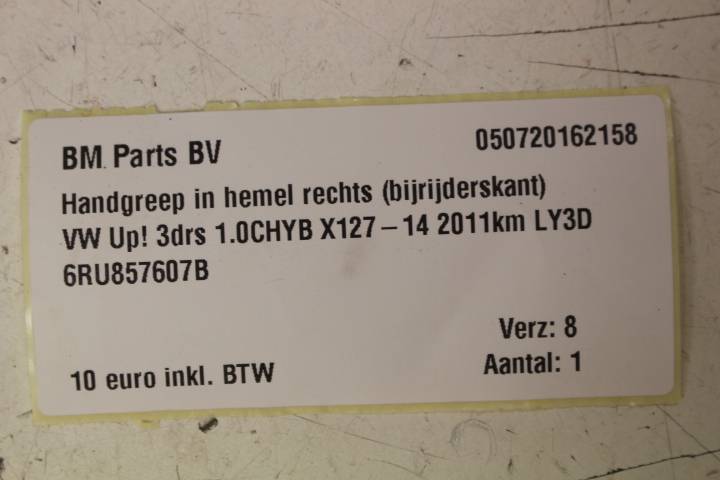 BM Parts BV 050720162158
Handgreep in hemel rechts (bijrijderskant)
VW Up! 3drs 1.0CHYB X127 – 14 2011km LY3D
6RU857607B
Verz: 8
10 euro inkl. BTW Aantal: 1